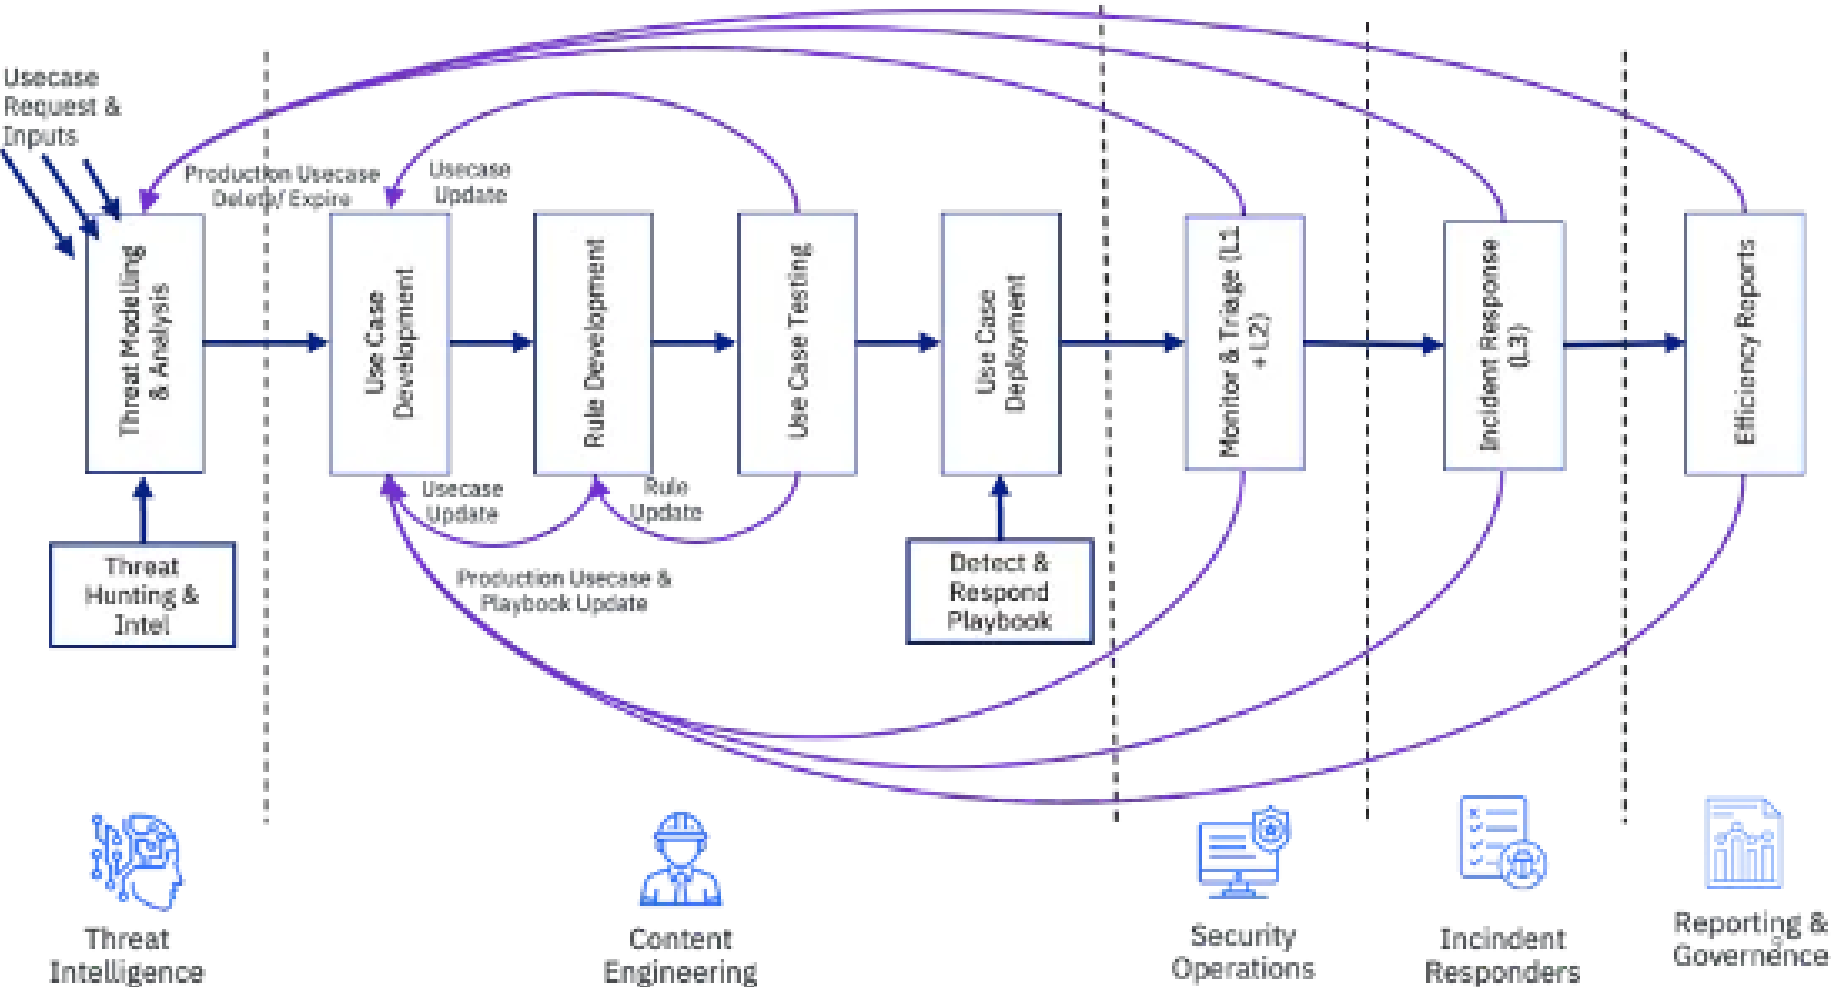 Usecase
Request &
Inputs
Production Usecase
Delete/ Expire
Usecase
Update
Threat Modelling
& Analysis
Use Case
Development
Rule Development
Use Case Testing
Use Case
Deployment
Monitor & Triage (L1
+ L2)
Incident Response
(L3)
Efficiency Reports
Usecase
Update
Rule
Update
Threat
Hunting &
Intel
Production Usecase &
Playbook Update
Detect &
Respond
Playbook
Threat
Intelligence
Content
Engineering
Security
Operations
Incindent
Responders
Reporting &
Governence